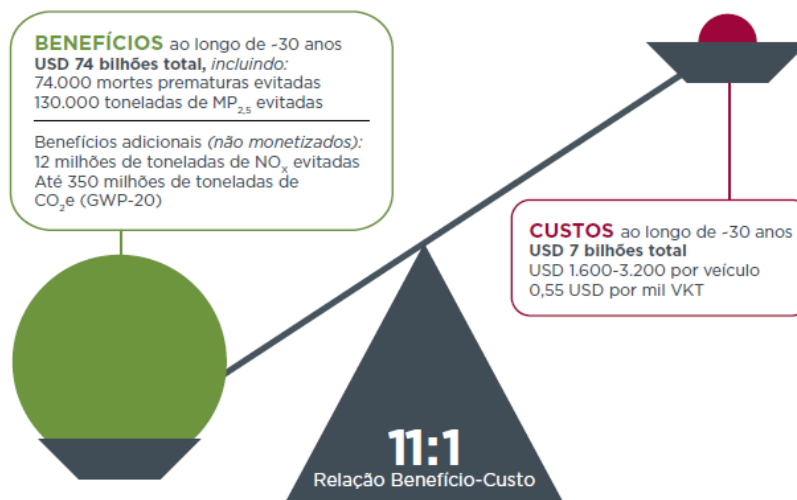 BENEFÍCIOS ao longo de ~30 anos
USD 74 bilhões total, incluindo:
74.000 mortes prematuras evitadas
130.000 toneladas de MP₂,₅ evitadas
Benefícios adicionais (não monetizados):
12 milhões de toneladas de NOₓ evitadas
Até 350 milhões de toneladas de
CO₂e (GWP-20)
CUSTOS ao longo de ~30 anos
USD 7 bilhões total
USD 1.600-3.200 por veículo
0,55 USD por mil VKT
11:1
Relação Benefício-Custo